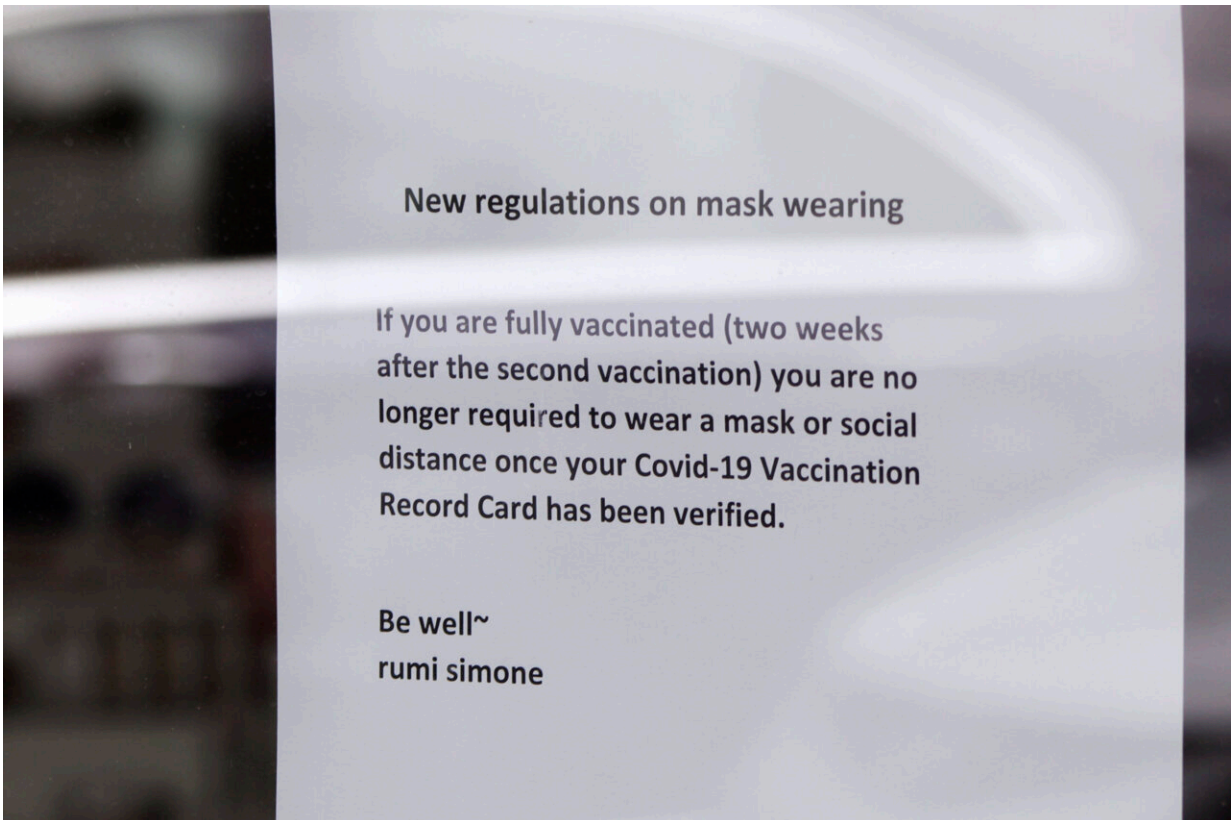 New regulations on mask wearing
If you are fully vaccinated (two weeks
after the second vaccination) you are no
longer required to wear a mask or social
distance once your Covid-19 Vaccination
Record Card has been verified.
Be well~
rumi simone